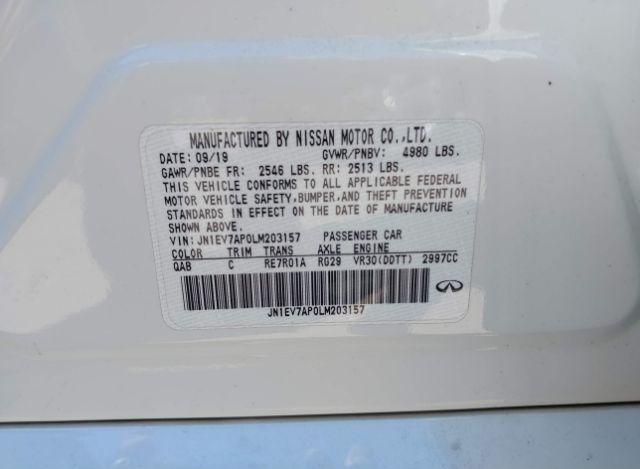 MANUFACTURED BY NISSAN MOTOR CO.,LTD.
DATE: 09/19 GVWR/PNBV: 4980 LBS.
GAWR/PNBE FR: 2546 LBS. RR: 2513 LBS.
THIS VEHICLE CONFORMS TO ALL APPLICABLE FEDERAL
MOTOR VEHICLE SAFETY,BUMPER,AND THEFT PREVENTION
STANDARDS IN EFFECT ON THE DATE OF MANUFACTURE
SHOWN ABOVE.
VIN: JN1EV7AP0LM203157 PASSENGER CAR
COLOR TRIM TRANS AXLE ENGINE
QAB C RE7R01A RG29 VR30(DDTT) 2997CC
JN1EV7AP0LM203157